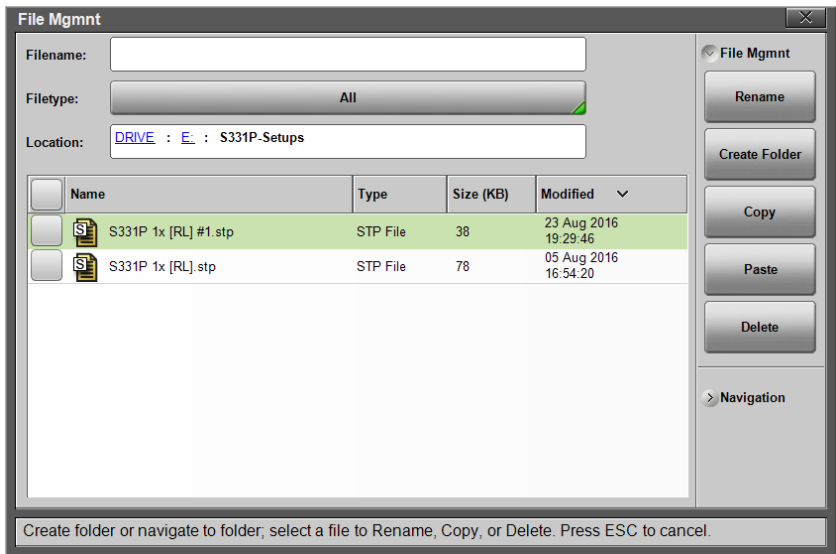 File Mgmnt
Filename:
Filetype: All
Location: DRIVE : E: : S331P-Setups
Name Type Size (KB) Modified
S331P 1x [RL] #1.stp STP File 38 23 Aug 2016
19:29:46
S331P 1x [RL].stp STP File 78 05 Aug 2016
16:54:20
File Mgmnt
Rename
Create Folder
Copy
Paste
Delete
Navigation
Create folder or navigate to folder; select a file to Rename, Copy, or Delete. Press ESC to cancel.